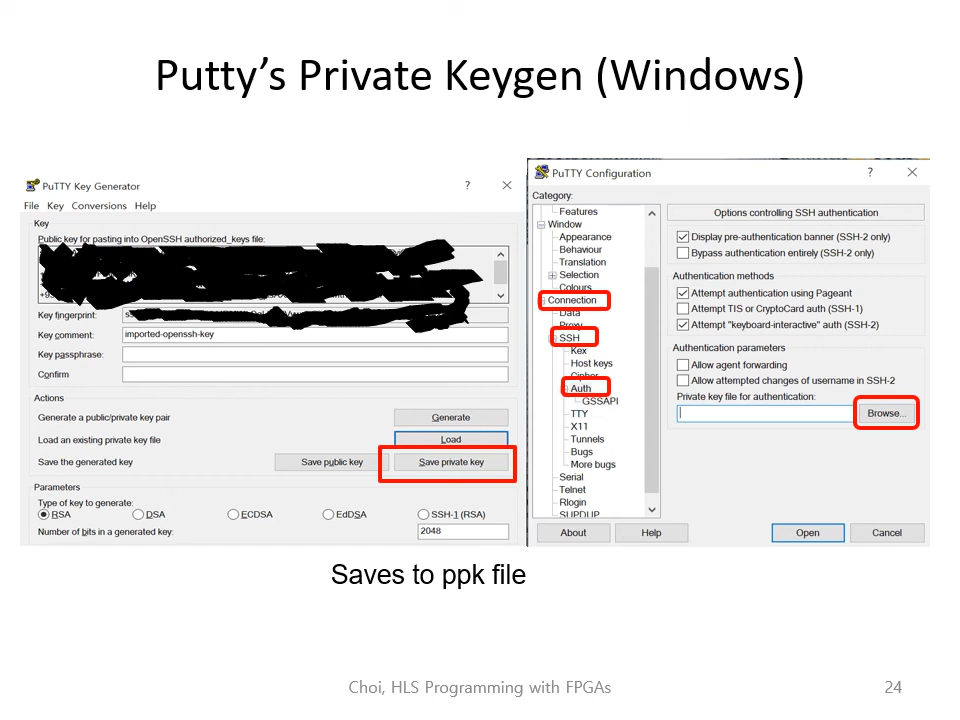 Putty's Private Keygen (Windows)
PuTTY Key Generator
? ×
File Key Conversions Help
Key
Public key for pasting into OpenSSH authorized_keys file:
Key fingerprint:
Key comment: imported-openssh-key
Key passphrase:
Confirm
Actions
Generate a public/private key pair
Generate
Load an existing private key file
Load
Save the generated key
Save public key
Save private key
Parameters
Type of key to generate:
RSA DSA ECDSA EdDSA SSH-1 (RSA)
Number of bits in a generated key: 2048
PuTTY Configuration
? ×
Category:
Features
Window
Appearance
Behaviour
Translation
Selection
Colours
Connection
Data
Proxy
SSH
Kex
Host keys
Cipher
Auth
GSSAPI
TTY
X11
Tunnels
Bugs
More bugs
Serial
Telnet
Rlogin
SUPDUP
Options controlling SSH authentication
Display pre-authentication banner (SSH-2 only)
Bypass authentication entirely (SSH-2 only)
Authentication methods
Attempt authentication using Pageant
Attempt TIS or CryptoCard auth (SSH-1)
Attempt "keyboard-interactive" auth (SSH-2)
Authentication parameters
Allow agent forwarding
Allow attempted changes of username in SSH-2
Private key file for authentication:
Browse...
About
Help
Open
Cancel
Saves to ppk file
Choi, HLS Programming with FPGAs
24